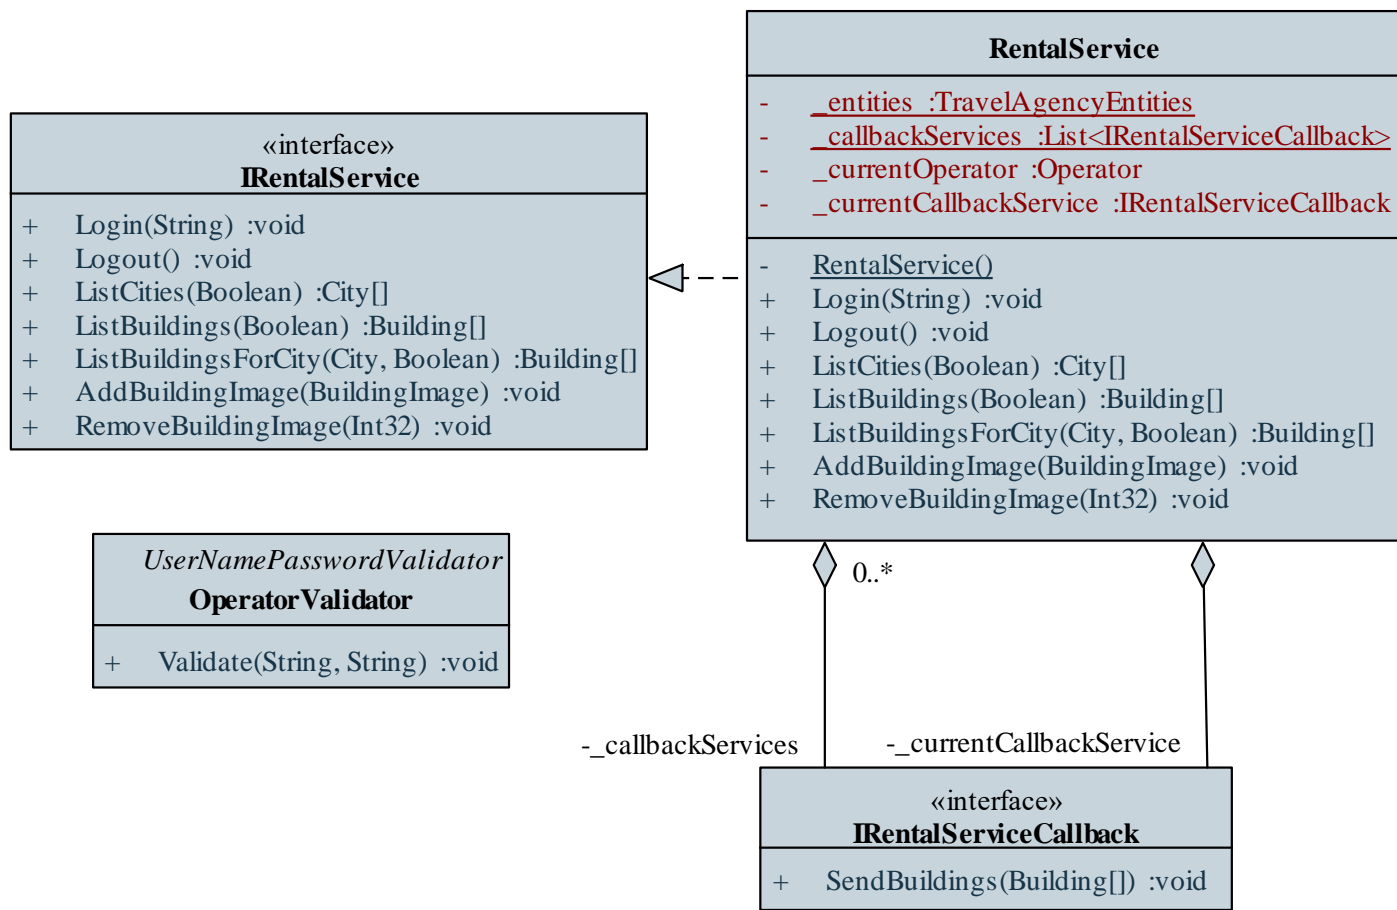 «interface»
IRentalService
+ Login(String) :void
+ Logout() :void
+ ListCities(Boolean) :City[]
+ ListBuildings(Boolean) :Building[]
+ ListBuildingsForCity(City, Boolean) :Building[]
+ AddBuildingImage(BuildingImage) :void
+ RemoveBuildingImage(Int32) :void
RentalService
- _entities :TravelAgencyEntities
- _callbackServices :List<IRentalServiceCallback>
- _currentOperator :Operator
- _currentCallbackService :IRentalServiceCallback
- RentalService()
+ Login(String) :void
+ Logout() :void
+ ListCities(Boolean) :City[]
+ ListBuildings(Boolean) :Building[]
+ ListBuildingsForCity(City, Boolean) :Building[]
+ AddBuildingImage(BuildingImage) :void
+ RemoveBuildingImage(Int32) :void
UserNamePasswordValidator
OperatorValidator
+ Validate(String, String) :void
0..*
-_callbackServices
-_currentCallbackService
«interface»
IRentalServiceCallback
+ SendBuildings(Building[]) :void